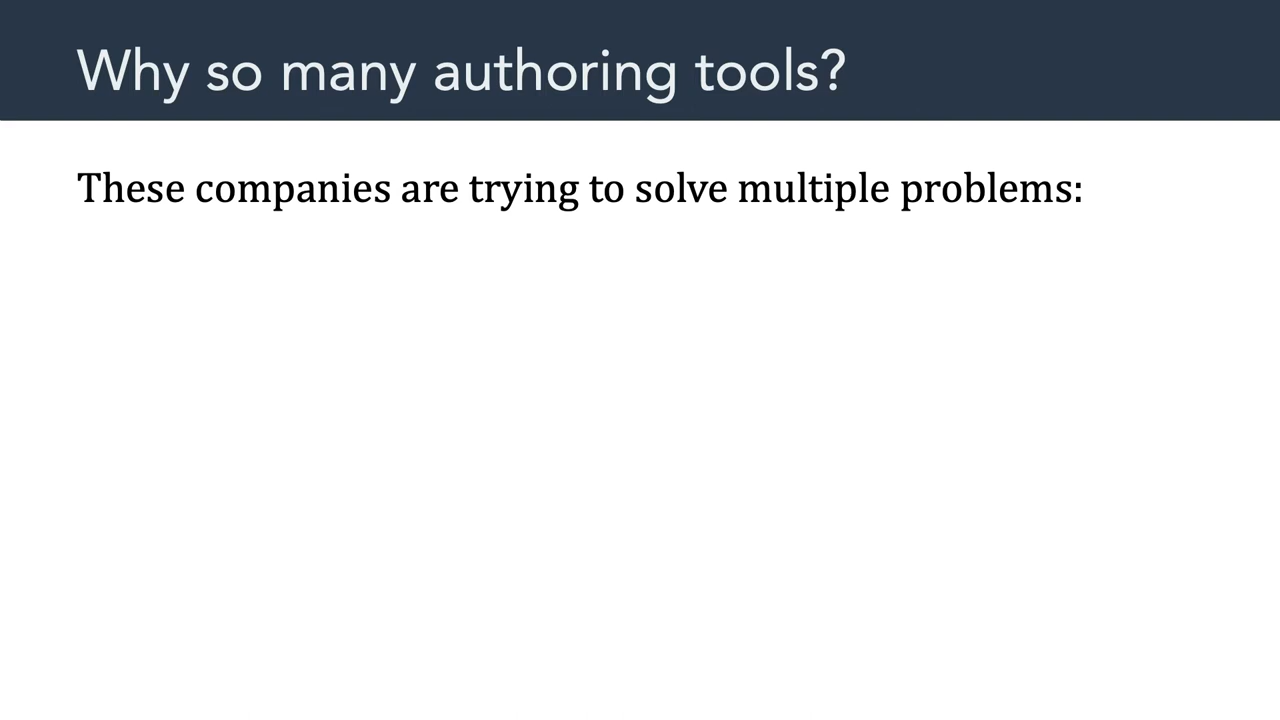 Why so many authoring tools?
These companies are trying to solve multiple problems: